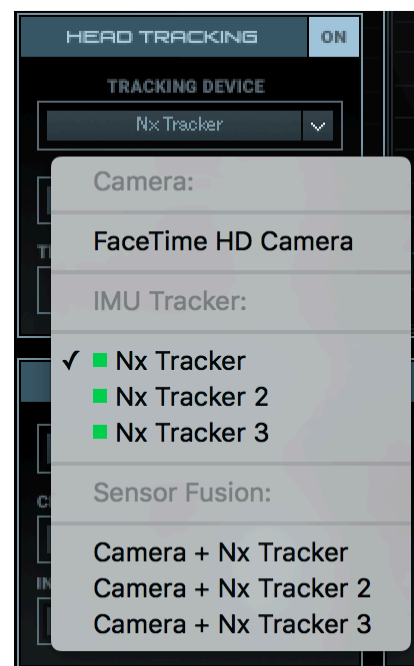 HEAD TRACKING ON
TRACKING DEVICE
Nx Tracker
Camera:
FaceTime HD Camera
IMU Tracker:
✓ Nx Tracker
Nx Tracker 2
Nx Tracker 3
Sensor Fusion:
Camera + Nx Tracker
Camera + Nx Tracker 2
Camera + Nx Tracker 3